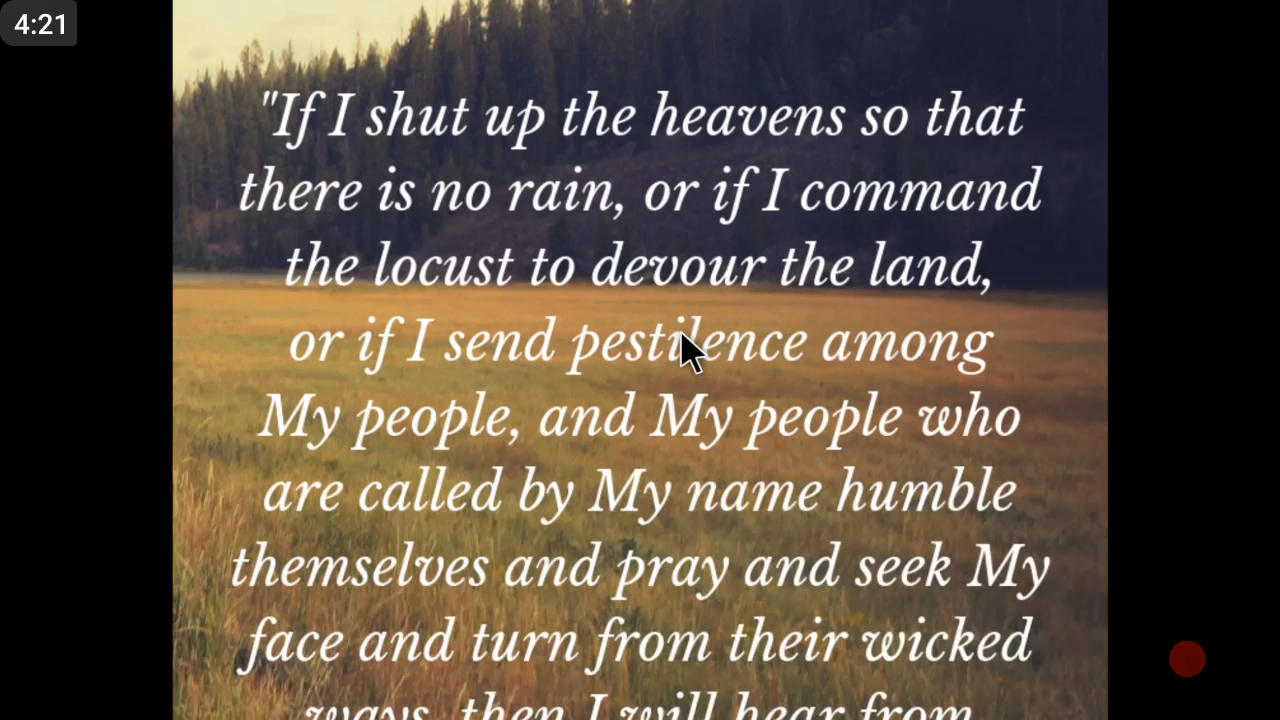 4:21
"If I shut up the heavens so that
there is no rain, or if I command
the locust to devour the land,
or if I send pestilence among
My people, and My people who
are called by My name humble
themselves and pray and seek My
face and turn from their wicked
ways, then I will hear from